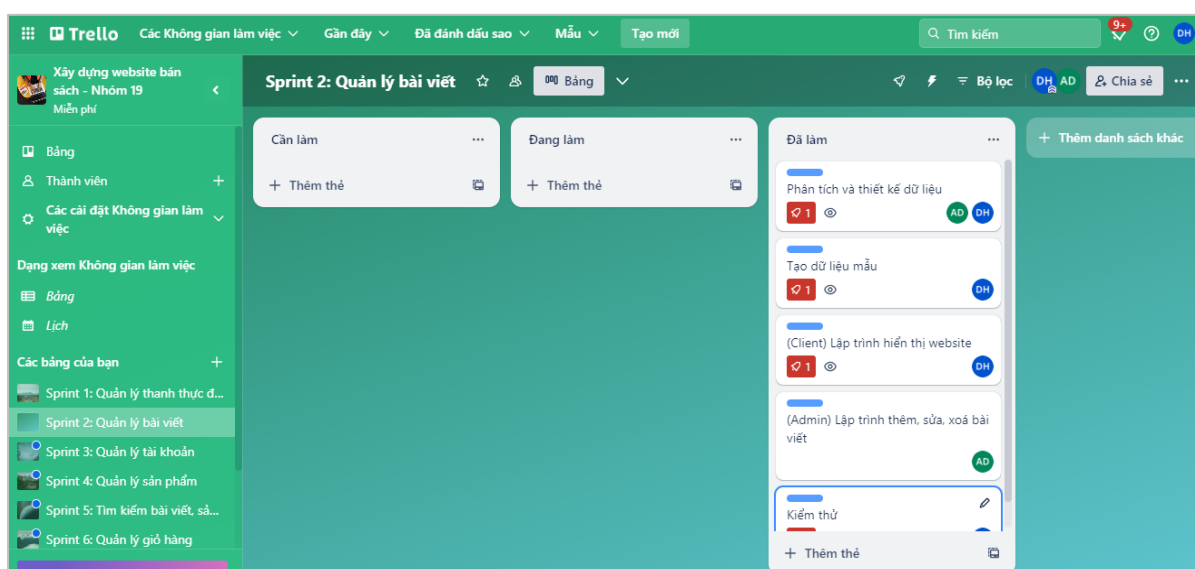 Trello Các Không gian làm việc Gần đây Đã đánh dấu sao Mẫu Tạo mới Tìm kiếm 9+ DH
Xây dựng website bán
sách - Nhóm 19
Miễn phí
Bảng
Thành viên
Các cài đặt Không gian làm
việc
Dạng xem Không gian làm việc
Bảng
Lịch
Các bảng của bạn
Sprint 1: Quản lý thanh thực đ...
Sprint 2: Quản lý bài viết
Sprint 3: Quản lý tài khoản
Sprint 4: Quản lý sản phẩm
Sprint 5: Tìm kiếm bài viết, sả...
Sprint 6: Quản lý giỏ hàng
Sprint 2: Quản lý bài viết Bảng Bộ lọc DH AD Chia sẻ
Cần làm
Thêm thẻ
Đang làm
Thêm thẻ
Đã làm
Phân tích và thiết kế dữ liệu
1 AD DH
Tạo dữ liệu mẫu
1 DH
(Client) Lập trình hiển thị website
1 DH
(Admin) Lập trình thêm, sửa, xoá bài
viết
AD
Kiểm thử
Thêm thẻ
Thêm danh sách khác